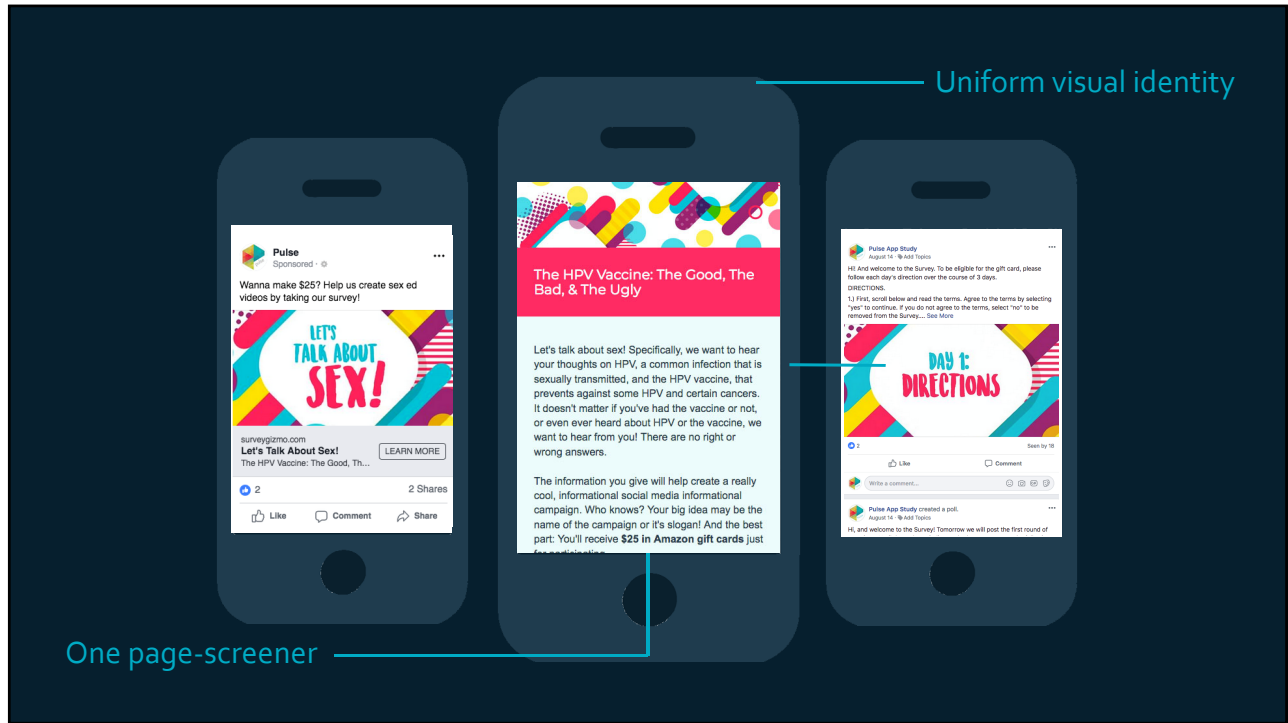 Uniform visual identity
Pulse
Sponsored ·
Wanna make $25? Help us create sex ed
videos by taking our survey!
LET'S
TALK ABOUT
SEX!
surveygizmo.com
Let's Talk About Sex!
The HPV Vaccine: The Good, Th...
LEARN MORE
2
2 Shares
Like
Comment
Share
The HPV Vaccine: The Good, The
Bad, & The Ugly
Let's talk about sex! Specifically, we want to hear
your thoughts on HPV, a common infection that is
sexually transmitted, and the HPV vaccine, that
prevents against some HPV and certain cancers.
It doesn't matter if you've had the vaccine or not,
or even ever heard about HPV or the vaccine, we
want to hear from you! There are no right or
wrong answers.
The information you give will help create a really
cool, informational social media informational
campaign. Who knows? Your big idea may be the
name of the campaign or it's slogan! And the best
part: You'll receive $25 in Amazon gift cards just
for participating
Pulse App Study
August 14 · Add Topics
Hi! And welcome to the Survey. To be eligible for the gift card, please
follow each day's direction over the course of 3 days.
DIRECTIONS.
1.) First, scroll below and read the terms. Agree to the terms by selecting
"yes" to continue. if you do not agree to the terms, select "no" to be
removed from the Survey.... See More
DAY 1:
DIRECTIONS
2
Seen by 18
Like
Comment
Write a comment...
Pulse App Study created a poll.
August 14 · Add Topics
Hi, and welcome to the Survey! Tomorrow we will post the first round of
One page-screener